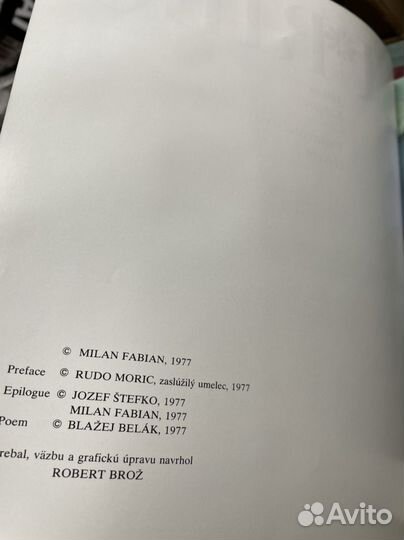 © MILAN FABIAN, 1977
Preface © RUDO MORIC, zaslúžilý umelec, 1977
Epilogue © JOZEF ŠTEFKO, 1977
MILAN FABIAN, 1977
Poem © BLAŽEJ BELÁK, 1977
rebal, väzbu a grafickú úpravu navrhol
ROBERT BROŽ
Avito